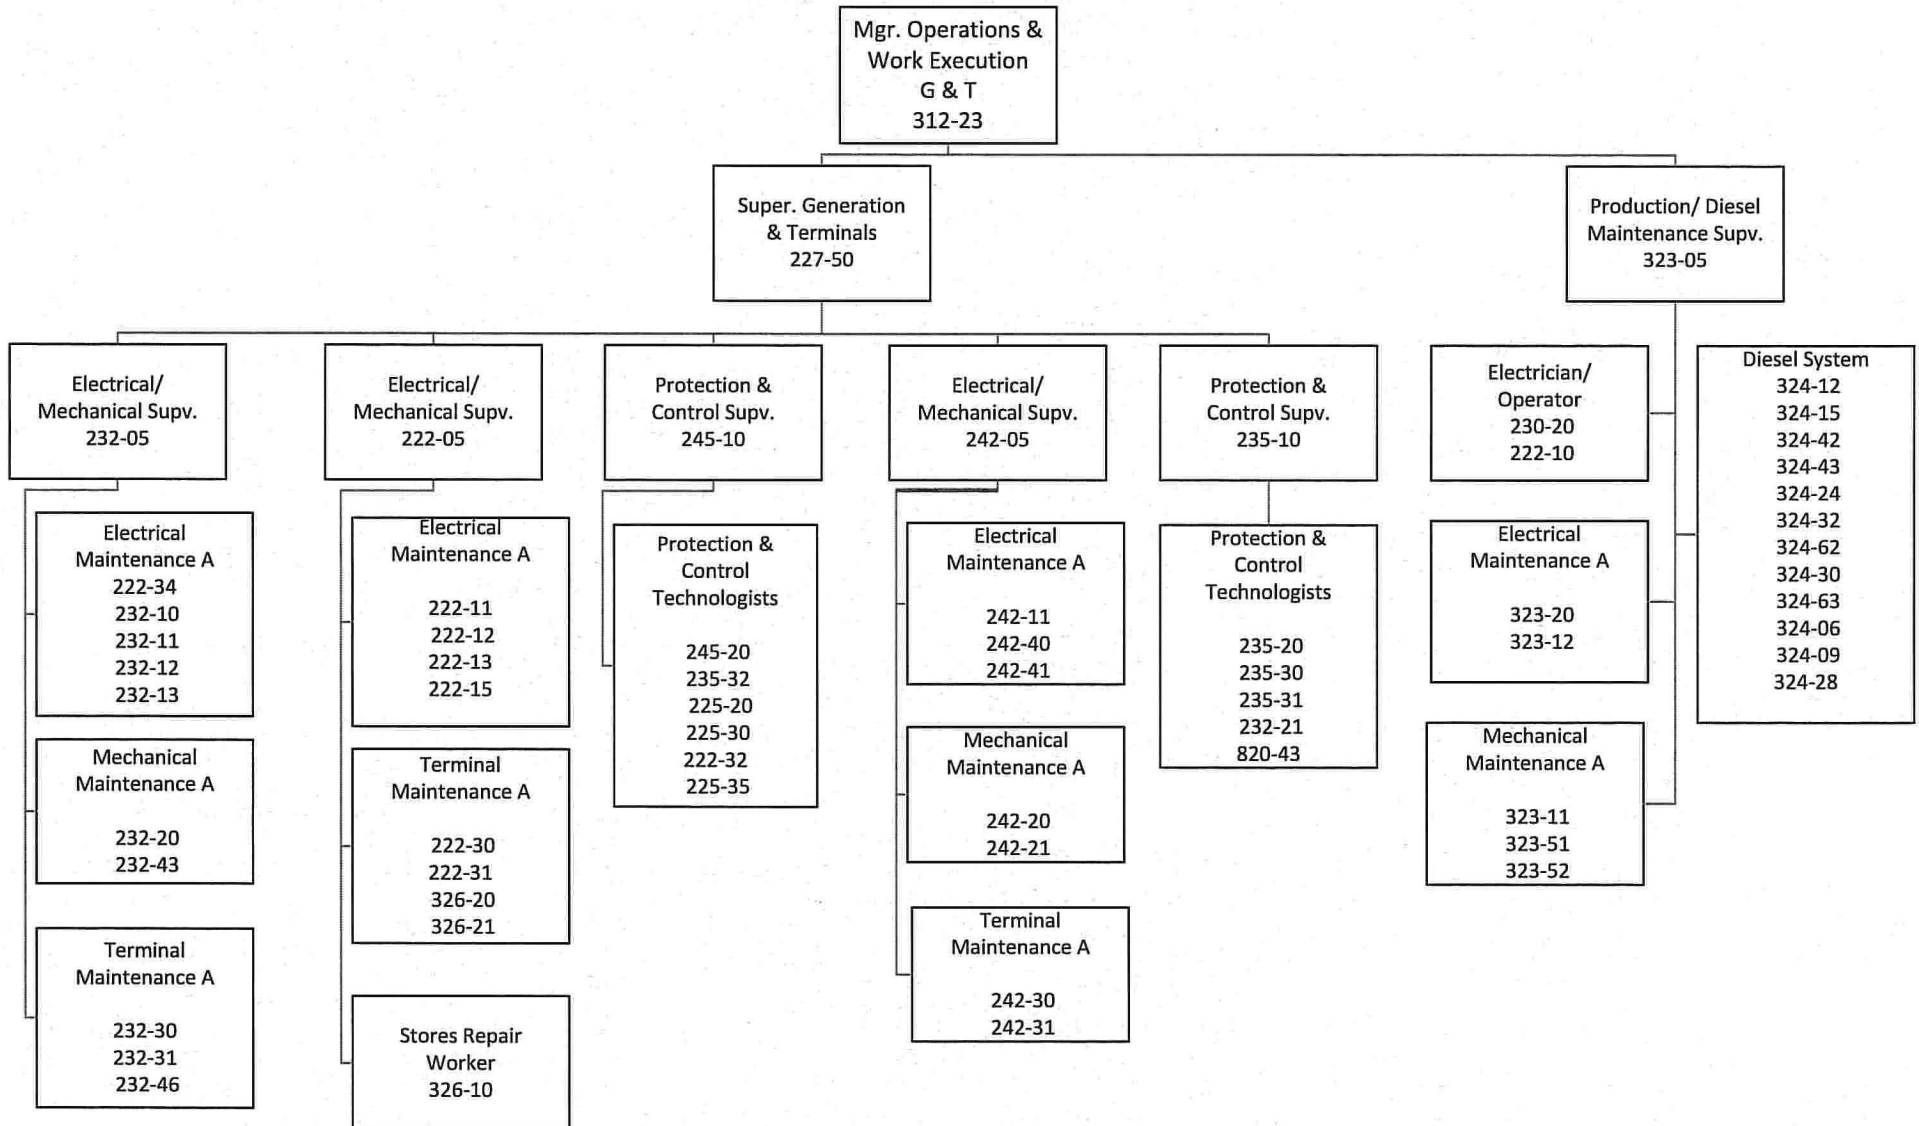 Mgr. Operations &
Work Execution
G & T
312-23
Super. Generation
& Terminals
227-50
Production/ Diesel
Maintenance Supv.
323-05
Electrical/
Mechanical Supv.
232-05
Electrical/
Mechanical Supv.
222-05
Protection &
Control Supv.
245-10
Electrical/
Mechanical Supv.
242-05
Protection &
Control Supv.
235-10
Electrician/
Operator
230-20
222-10
Diesel System
324-12
324-15
324-42
324-43
324-24
324-32
324-62
324-30
324-63
324-06
324-09
324-28
Electrical
Maintenance A
222-34
232-10
232-11
232-12
232-13
Electrical
Maintenance A
222-11
222-12
222-13
222-15
Protection &
Control
Technologists
245-20
235-32
225-20
225-30
222-32
225-35
Electrical
Maintenance A
242-11
242-40
242-41
Protection &
Control
Technologists
235-20
235-30
235-31
232-21
820-43
Electrical
Maintenance A
323-20
323-12
Mechanical
Maintenance A
232-20
232-43
Terminal
Maintenance A
222-30
222-31
326-20
326-21
Mechanical
Maintenance A
242-20
242-21
Mechanical
Maintenance A
323-11
323-51
323-52
Terminal
Maintenance A
232-30
232-31
232-46
Stores Repair
Worker
326-10
Terminal
Maintenance A
242-30
242-31